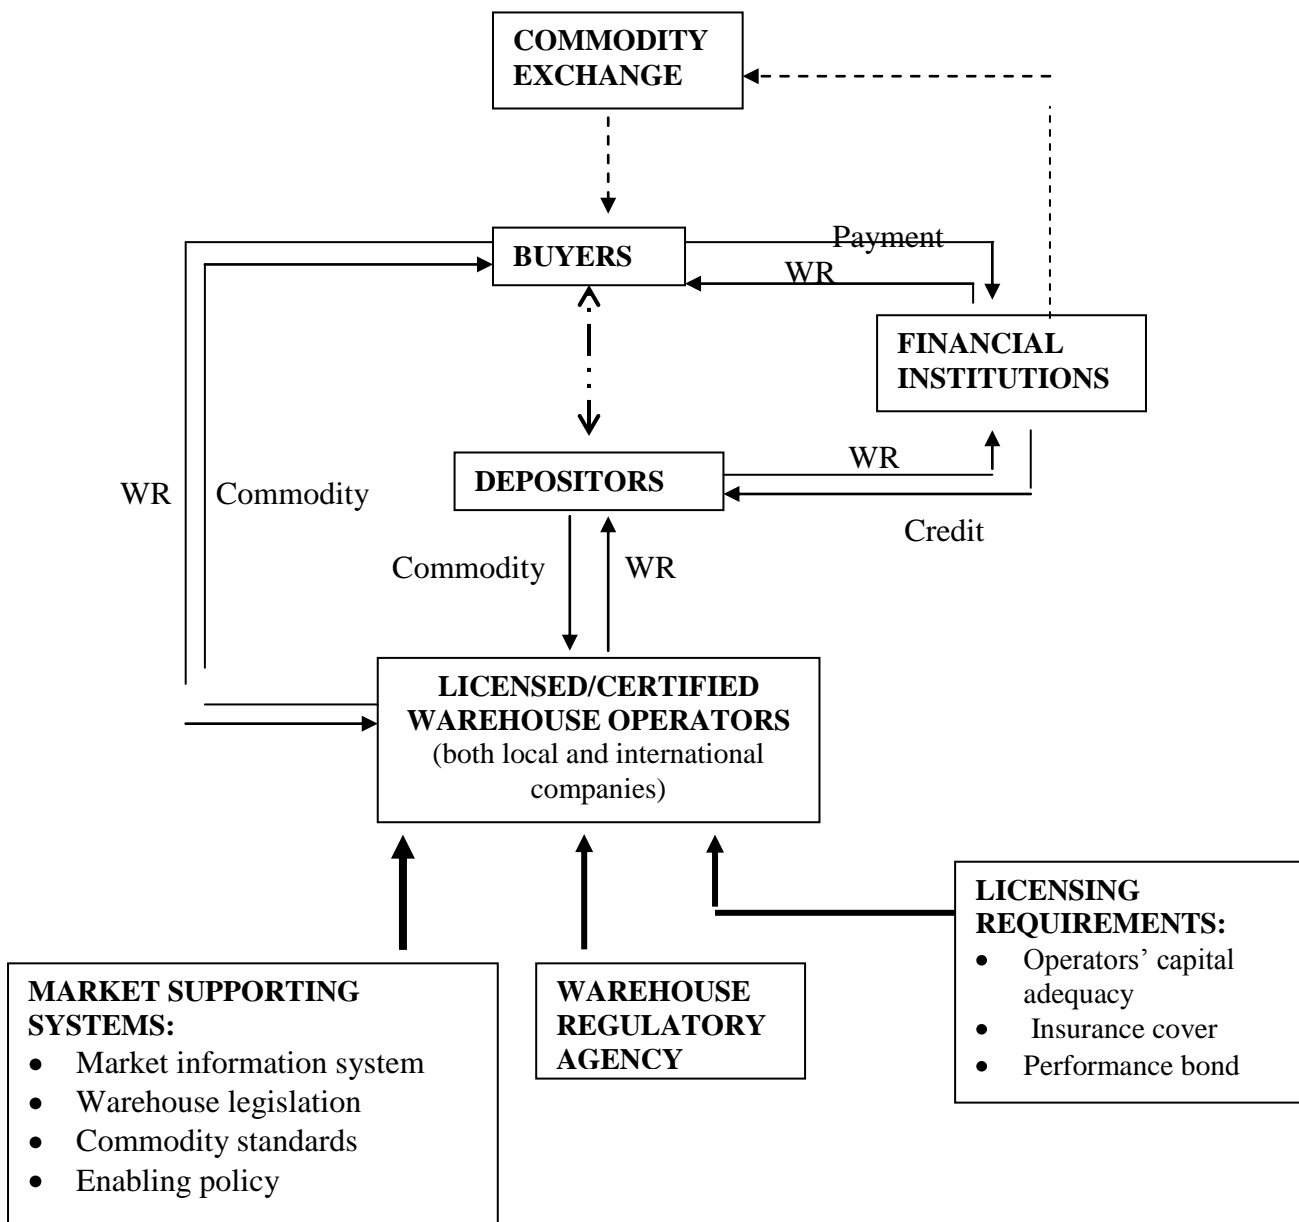 COMMODITY
EXCHANGE
BUYERS
Payment
WR
FINANCIAL
INSTITUTIONS
DEPOSITORS
WR
Credit
WR
Commodity
Commodity
WR
LICENSED/CERTIFIED
WAREHOUSE OPERATORS
(both local and international
companies)
MARKET SUPPORTING
SYSTEMS:
• Market information system
• Warehouse legislation
• Commodity standards
• Enabling policy
WAREHOUSE
REGULATORY
AGENCY
LICENSING
REQUIREMENTS:
• Operators’ capital
adequacy
• Insurance cover
• Performance bond